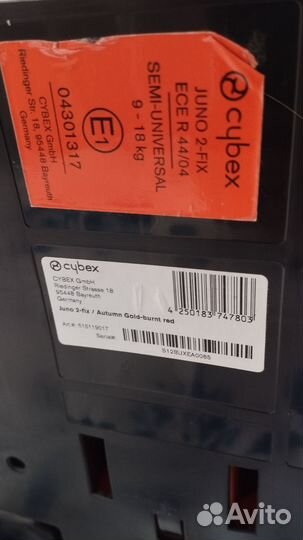 cybex
JUNO 2-FIX
ECE R 44/04
SEMI-UNIVERSAL
9 - 18 kg
E1
04301317
CYBEX GmbH
Riedinger Str. 18, 95448 Bayreuth
Germany
cybex
CYBEX GmbH
Riedinger Strasse 18
95448 Bayreuth
Germany
4 250183 747803
Juno 2-fix / Autumn Gold-burnt red
Art.#: 515119017
Serial#:
S12BUXEA0065
Avito